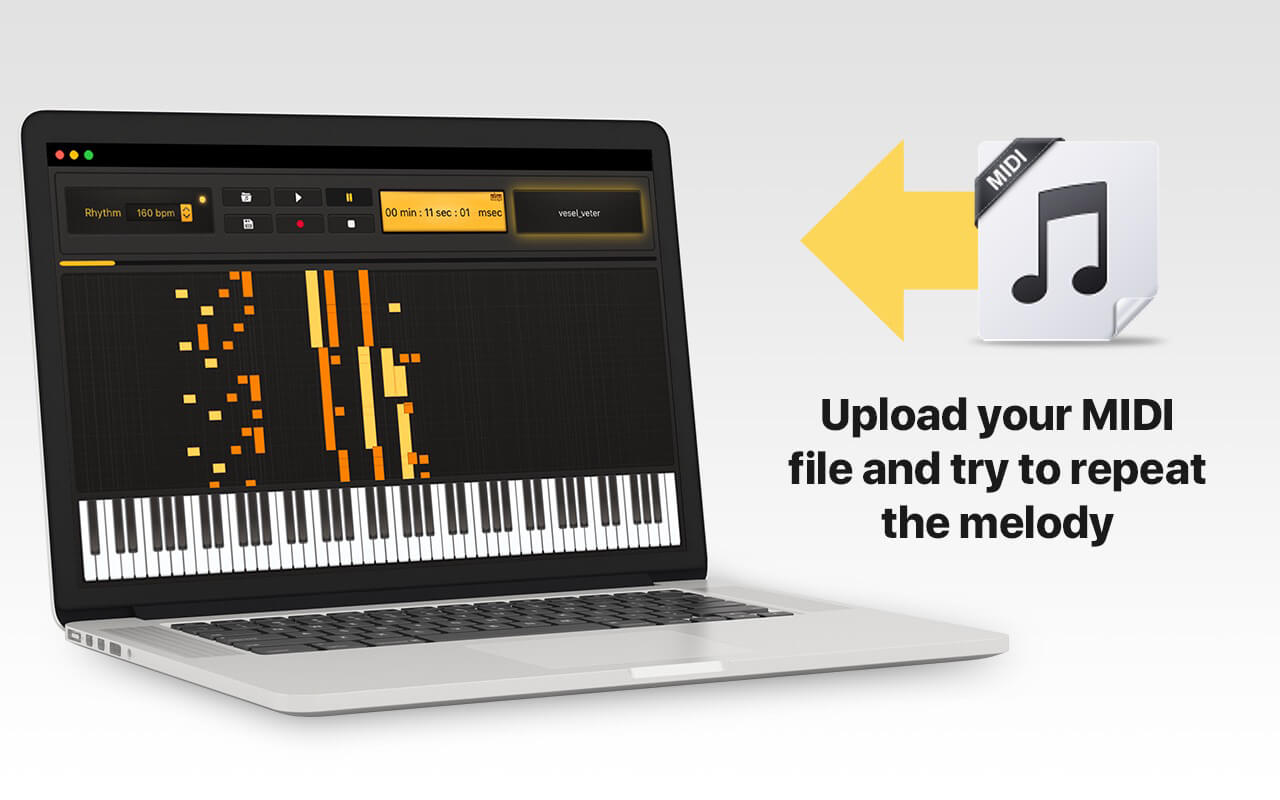 Rhythm 160 bpm
00 min : 11 sec : 01 msec
vesel_veter
MIDI
Upload your MIDI
file and try to repeat
the melody